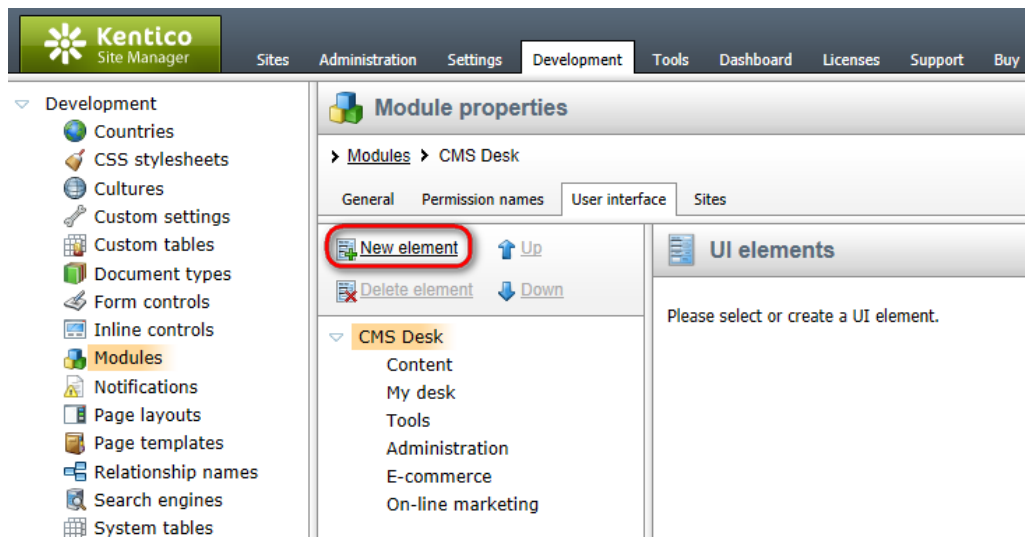 Kentico
Site Manager
Sites Administration Settings Development Tools Dashboard Licenses Support Buy
Development
Countries
CSS stylesheets
Cultures
Custom settings
Custom tables
Document types
Form controls
Inline controls
Modules
Notifications
Page layouts
Page templates
Relationship names
Search engines
System tables
Module properties
> Modules > CMS Desk
General Permission names User interface Sites
New element Up
Delete element Down
CMS Desk
Content
My desk
Tools
Administration
E-commerce
On-line marketing
UI elements
Please select or create a UI element.